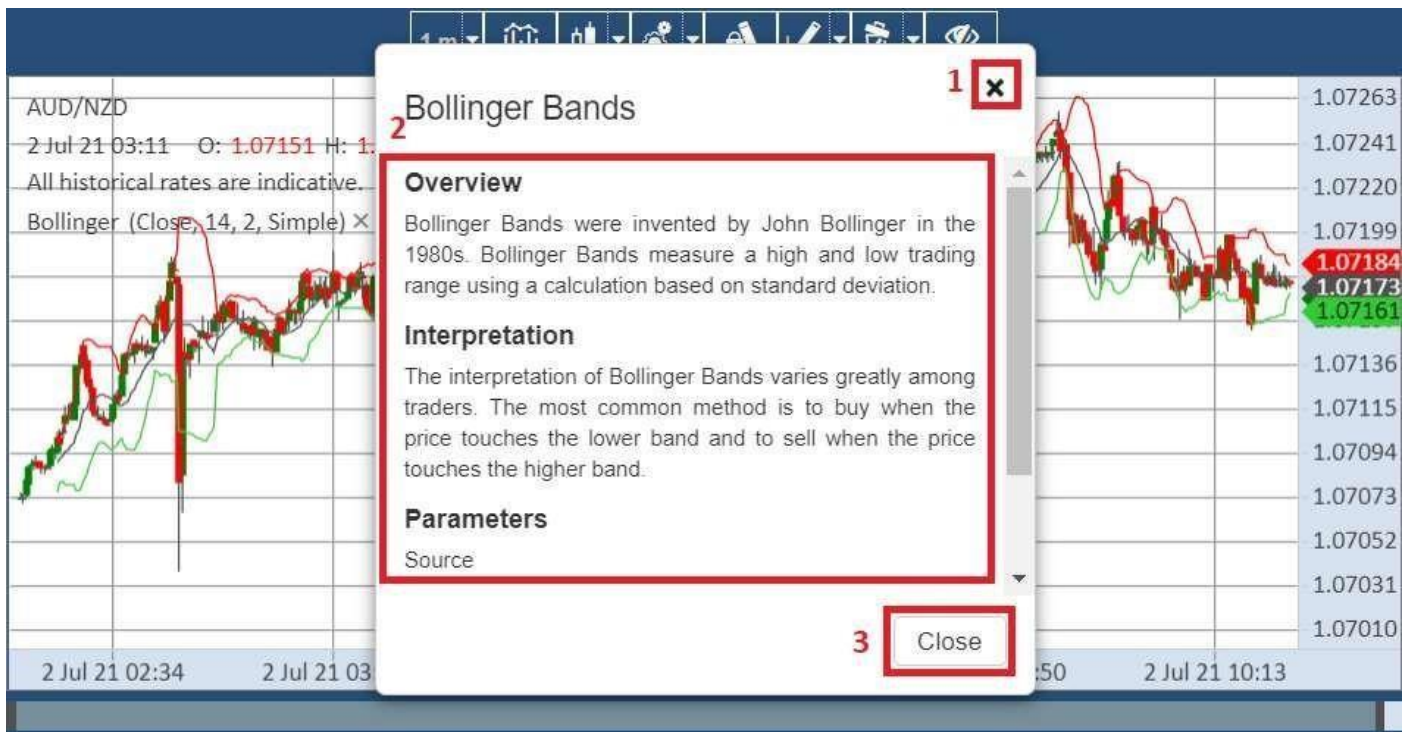 1 m
AUD/NZD
2 Jul 21 03:11 O: 1.07151 H: 1.
All historical rates are indicative.
Bollinger (Close, 14, 2, Simple) ×
1
×
Bollinger Bands
2
Overview
Bollinger Bands were invented by John Bollinger in the
1980s. Bollinger Bands measure a high and low trading
range using a calculation based on standard deviation.
Interpretation
The interpretation of Bollinger Bands varies greatly among
traders. The most common method is to buy when the
price touches the lower band and to sell when the price
touches the higher band.
Parameters
Source
3
Close
1.07263
1.07241
1.07220
1.07199
1.07184
1.07173
1.07161
1.07136
1.07115
1.07094
1.07073
1.07052
1.07031
1.07010
2 Jul 21 02:34 2 Jul 21 03 :50 2 Jul 21 10:13